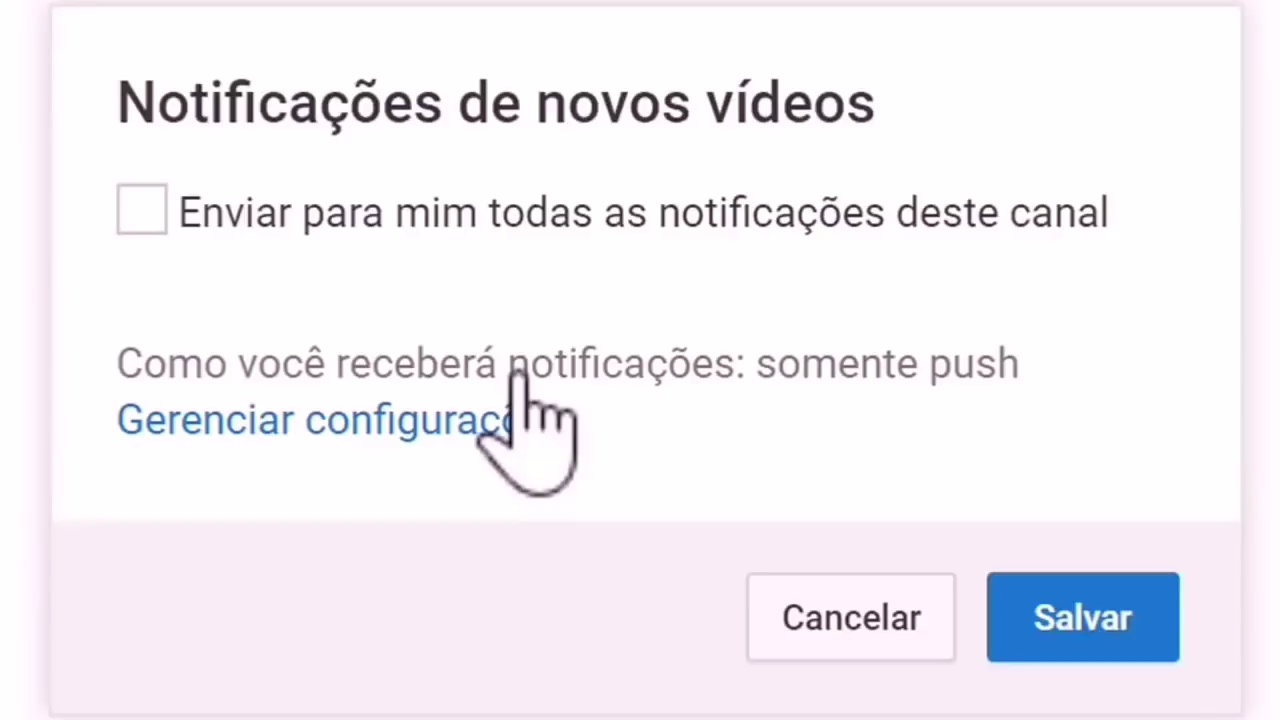 Notificações de novos vídeos
Enviar para mim todas as notificações deste canal
Como você receberá notificações: somente push
Gerenciar
Cancelar
Salvar